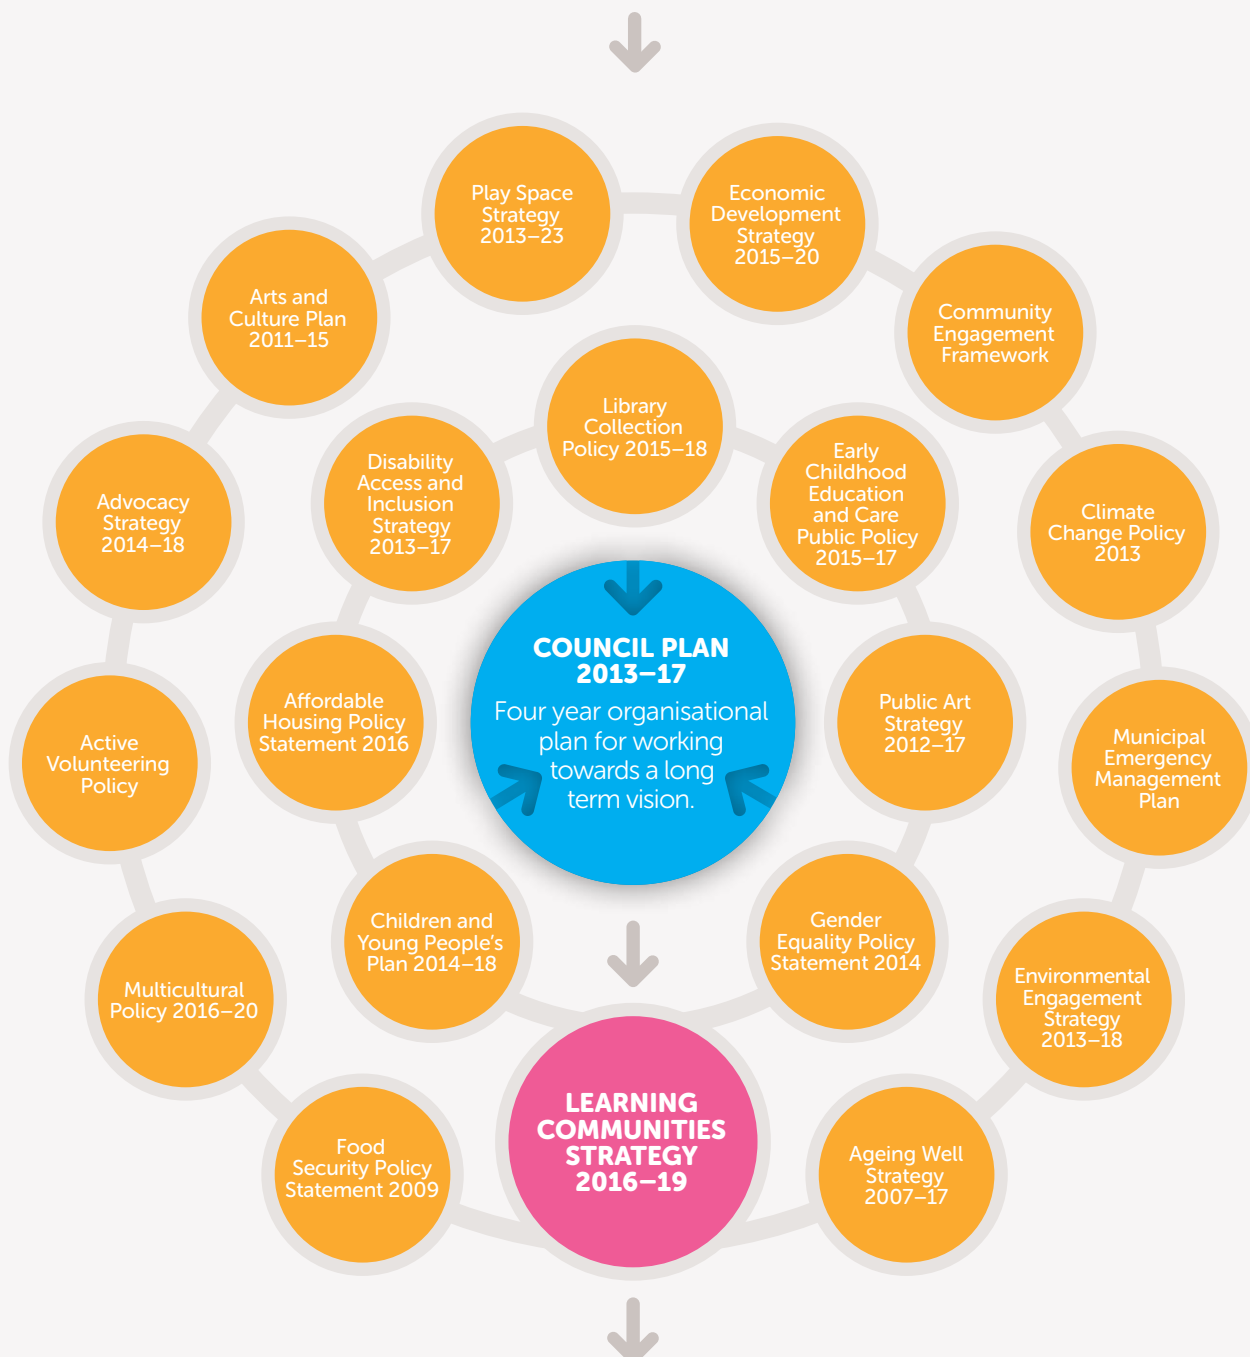 Play Space
Strategy
2013–23
Economic
Development
Strategy
2015–20
Arts and
Culture Plan
2011–15
Community
Engagement
Framework
Library
Collection
Policy 2015–18
Disability
Access and
Inclusion
Strategy
2013–17
Early
Childhood
Education
and Care
Public Policy
2015–17
Advocacy
Strategy
2014–18
Climate
Change Policy
2013
COUNCIL PLAN
2013–17
Four year organisational
plan for working
towards a long
term vision.
Affordable
Housing Policy
Statement 2016
Public Art
Strategy
2012–17
Active
Volunteering
Policy
Municipal
Emergency
Management
Plan
Children and
Young People’s
Plan 2014–18
Gender
Equality Policy
Statement 2014
Multicultural
Policy 2016–20
Environmental
Engagement
Strategy
2013–18
LEARNING
COMMUNITIES
STRATEGY
2016–19
Food
Security Policy
Statement 2009
Ageing Well
Strategy
2007–17